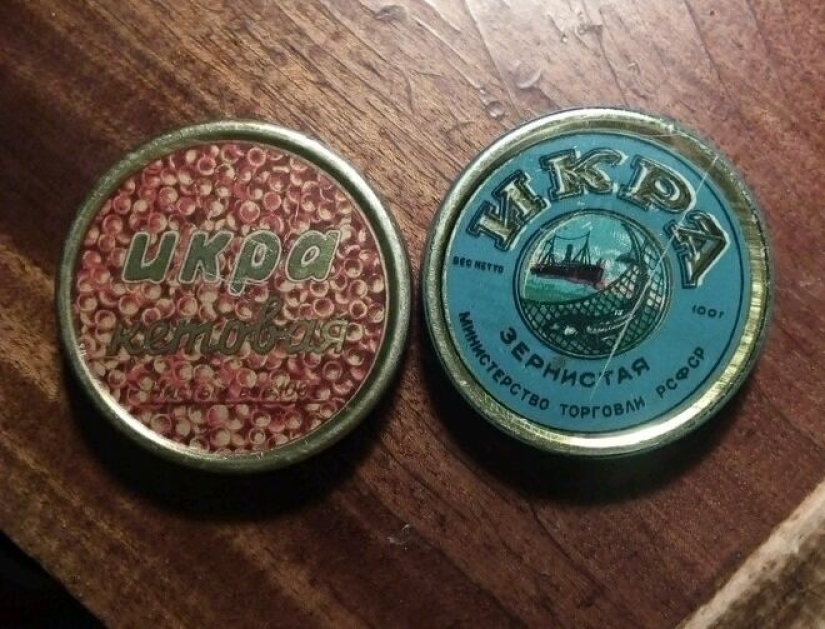 икра
кетовая
ИКРА
ВЕС НЕТТО
100г
ЗЕРНИСТАЯ
МИНИСТЕРСТВО ТОРГОВЛИ РСФСР